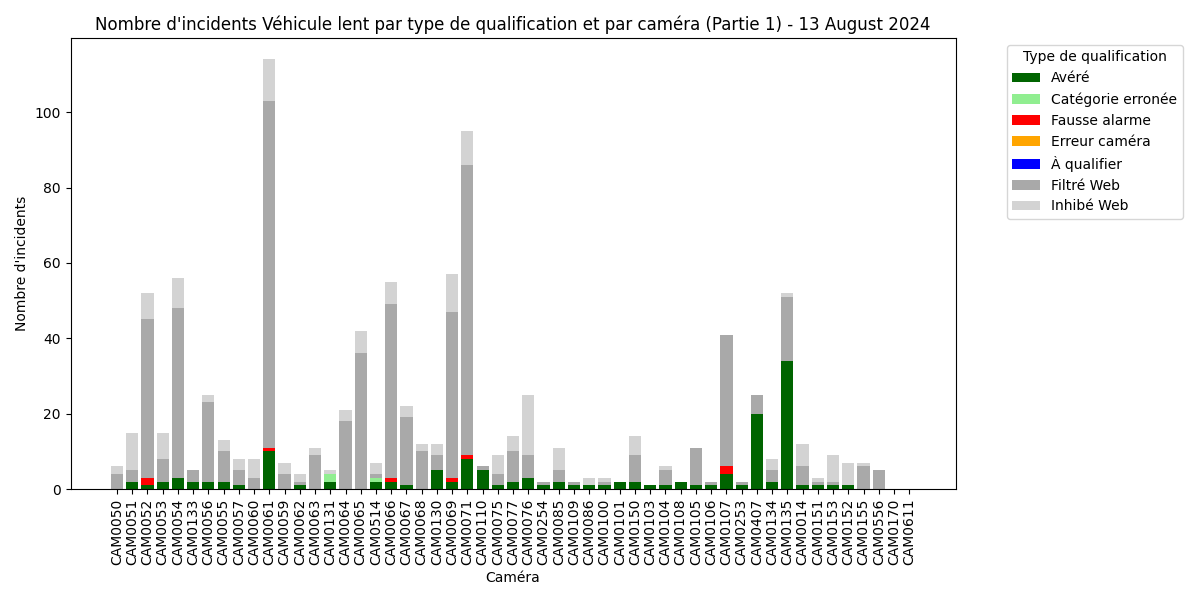 Nombre d'incidents Véhicule lent par type de qualification et par caméra (Partie 1) - 13 August 2024
Type de qualification
Avéré
Catégorie erronée
Fausse alarme
Erreur caméra
À qualifier
Filtré Web
Inhibé Web
Nombre d'incidents
100
80
60
40
20
0
CAM0050
CAM0051
CAM0052
CAM0053
CAM0054
CAM0133
CAM0056
CAM0055
CAM0057
CAM0060
CAM0061
CAM0059
CAM0062
CAM0063
CAM0131
CAM0064
CAM0065
CAM0514
CAM0066
CAM0067
CAM0068
CAM0130
CAM0069
CAM0071
CAM0110
CAM0075
CAM0077
CAM0076
CAM0254
CAM0085
CAM0109
CAM0086
CAM0100
CAM0101
CAM0150
CAM0103
CAM0104
CAM0108
CAM0105
CAM0106
CAM0107
CAM0253
CAM0407
CAM0134
CAM0135
CAM0014
CAM0151
CAM0153
CAM0152
CAM0155
CAM0556
CAM0170
CAM0611
Caméra